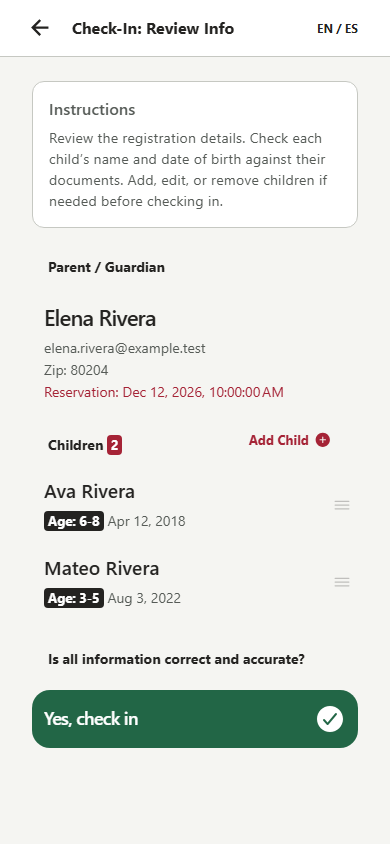 Check-In: Review Info
EN / ES
Instructions
Review the registration details. Check each
child's name and date of birth against their
documents. Add, edit, or remove children if
needed before checking in.
Parent / Guardian
Elena Rivera
elena.rivera@example.test
Zip: 80204
Reservation: Dec 12, 2026, 10:00:00 AM
Children 2
Add Child
Ava Rivera
Age: 6-8 Apr 12, 2018
Mateo Rivera
Age: 3-5 Aug 3, 2022
Is all information correct and accurate?
Yes, check in